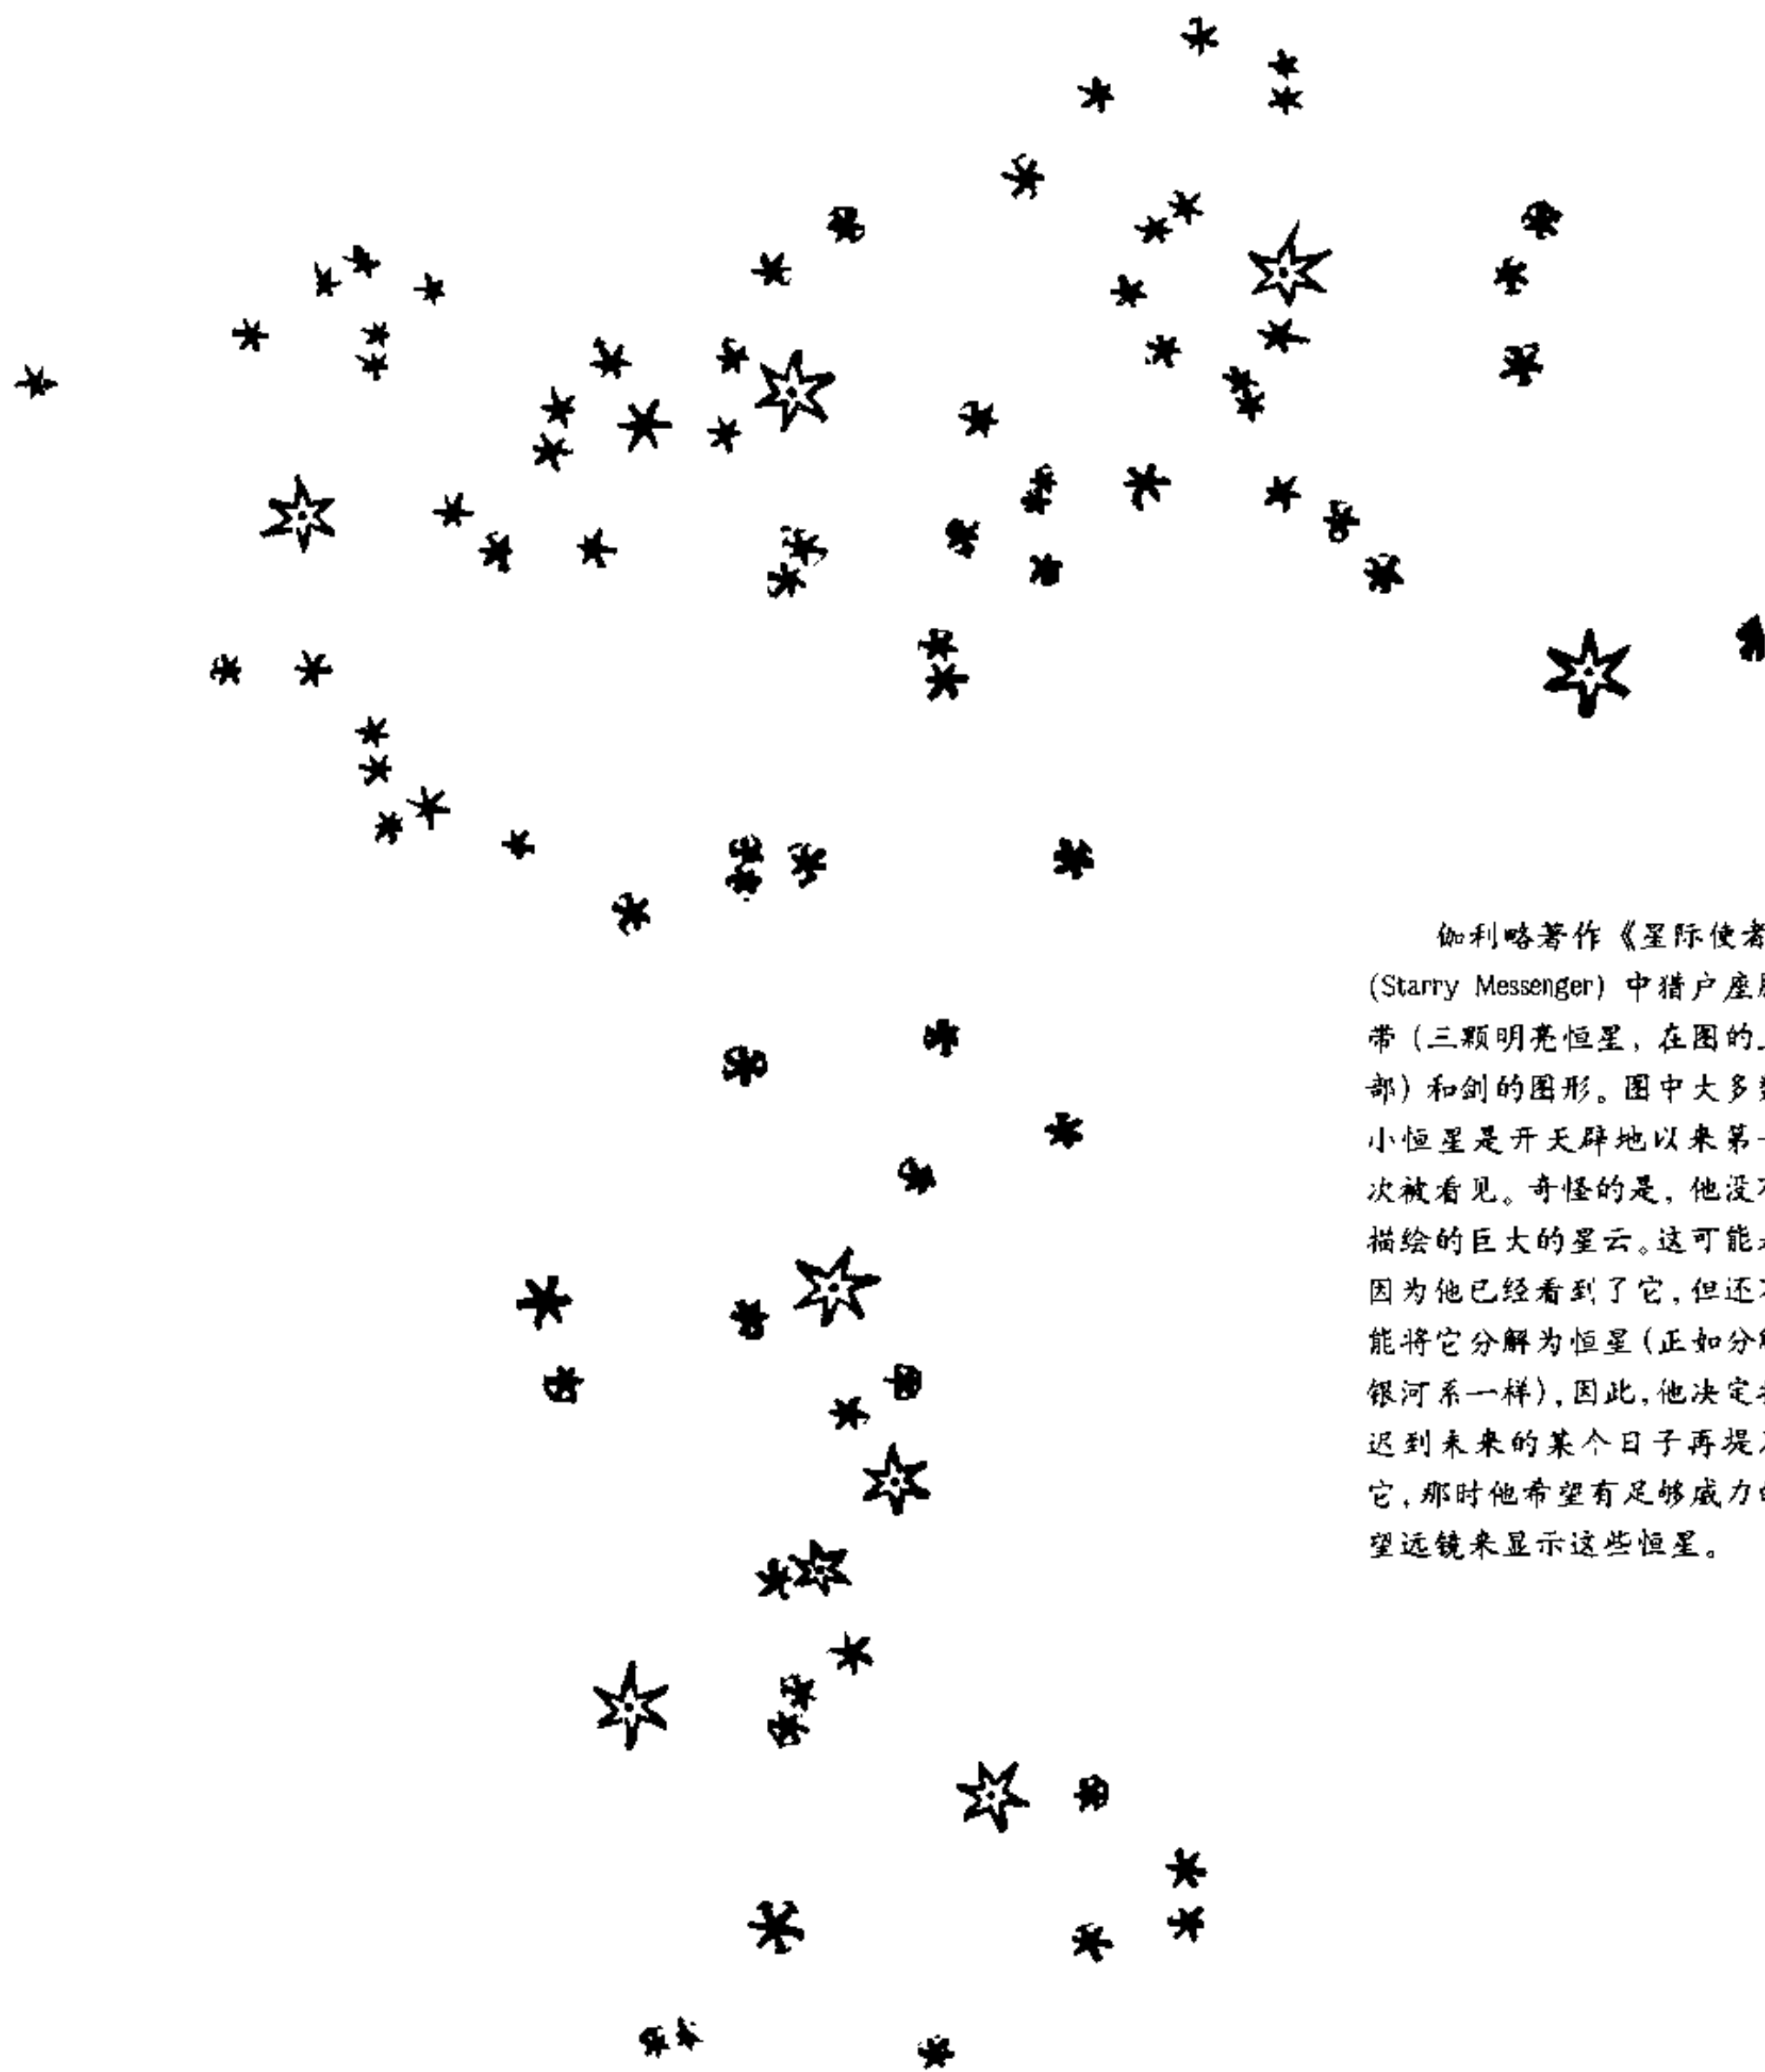 伽利略著作《星际使者
(Starry Messenger) 中猎户座
带 (三颗明亮恒星, 在图的
部) 和剑的图形。图中大多
小恒星是开天辟地以来第
次被看见。奇怪的是, 他没
描绘的巨大的星云。这可能
因为他已经看到了它, 但还
能将它分解为恒星 (正如分
银河系一样), 因此, 他决定
迟到未来的某个日子再堤
它, 那时他希望有足够威力
望远镜来显示这些恒星。